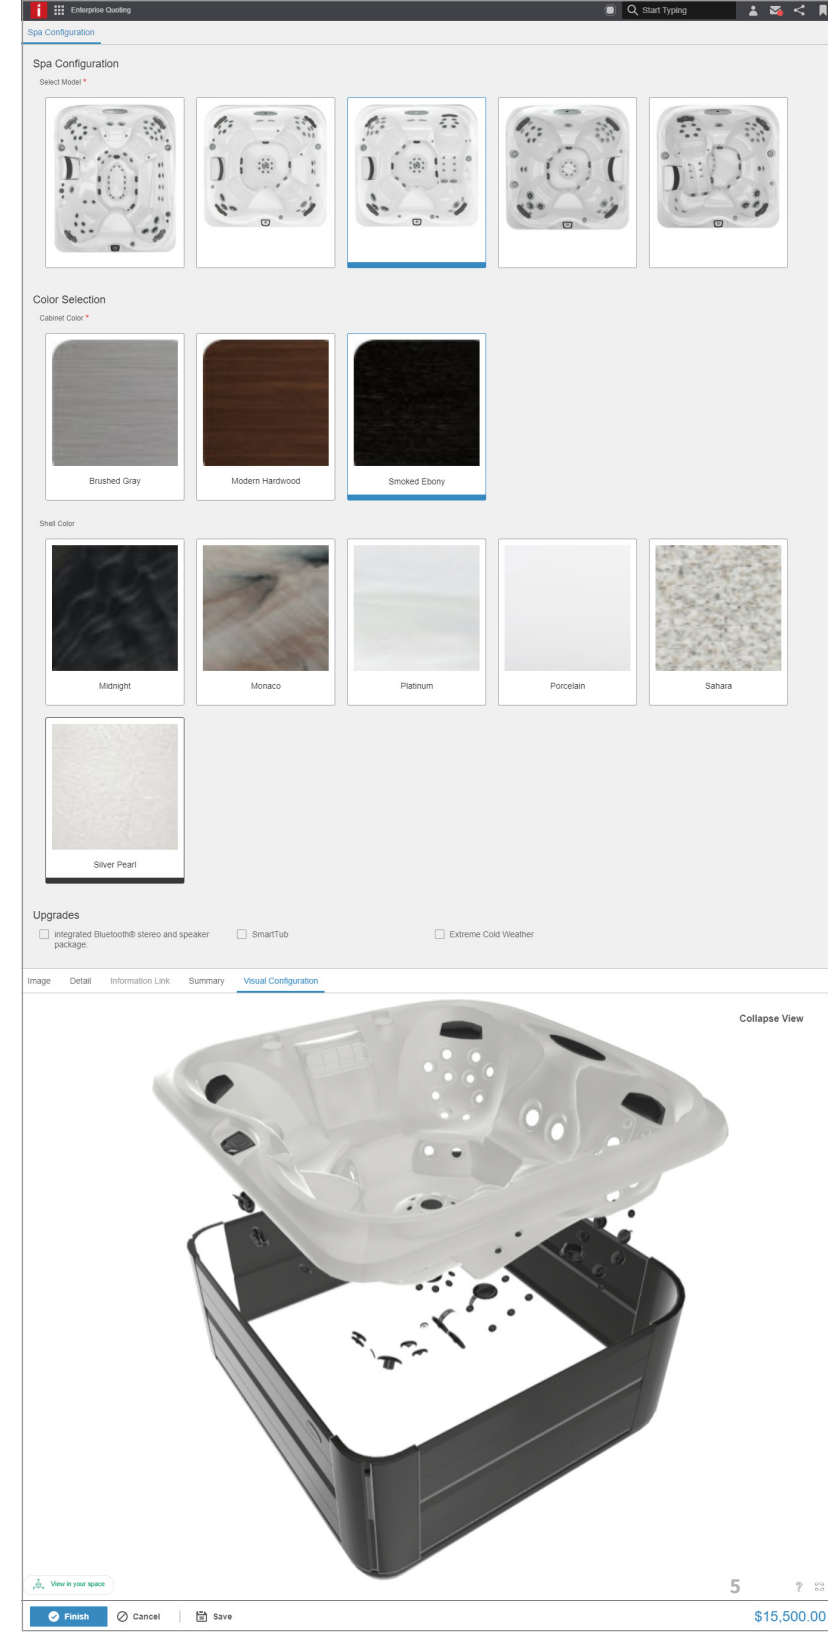 i Enterprise Quoting Start Typing
Spa Configuration
Spa Configuration
Select Model *
Color Selection
Cabinet Color *
Brushed Gray Modern Hardwood Smoked Ebony
Shell Color
Midnight Monaco Platinum Porcelain Sahara
Silver Pearl
Upgrades
integrated Bluetooth® stereo and speaker SmartTub Extreme Cold Weather
package.
Image Detail Information Link Summary Visual Configuration
Collapse View
View in your space
5 ?
Finish Cancel Save $15,500.00